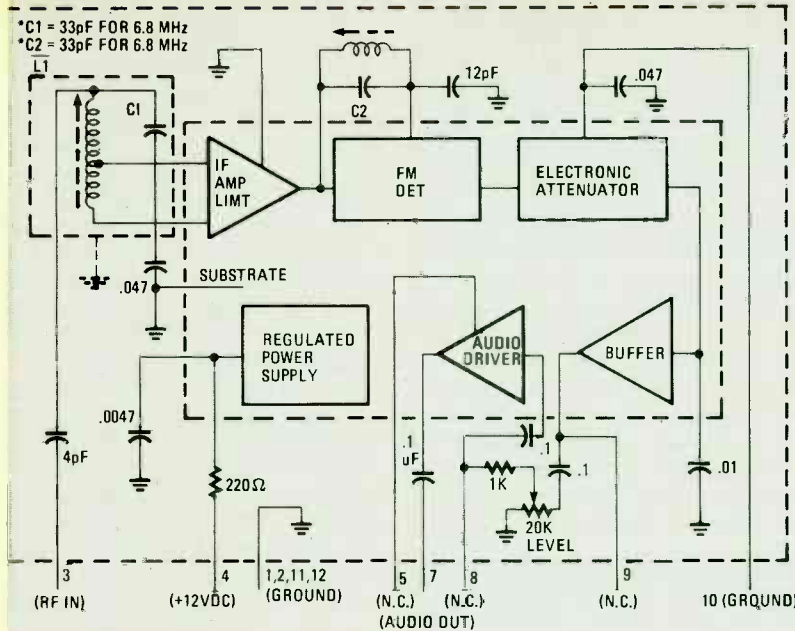 *C1 = 33pF FOR 6.8 MHz
*C2 = 33pF FOR 6.8 MHz
L1
C1
C2
12pF
.047
IF
AMP
LIMT
FM
DET
ELECTRONIC
ATTENUATOR
.047
SUBSTRATE
REGULATED
POWER
SUPPLY
AUDIO
DRIVER
BUFFER
.0047
4pF
220Ω
.1
uF
.1
1K
.1
20K
LEVEL
.01
3
(RF IN)
4
(+12VDC)
1,2,11,12
(GROUND)
5
(N.C.)
7
(AUDIO OUT)
8
(N.C.)
9
(N.C.)
10 (GROUND)